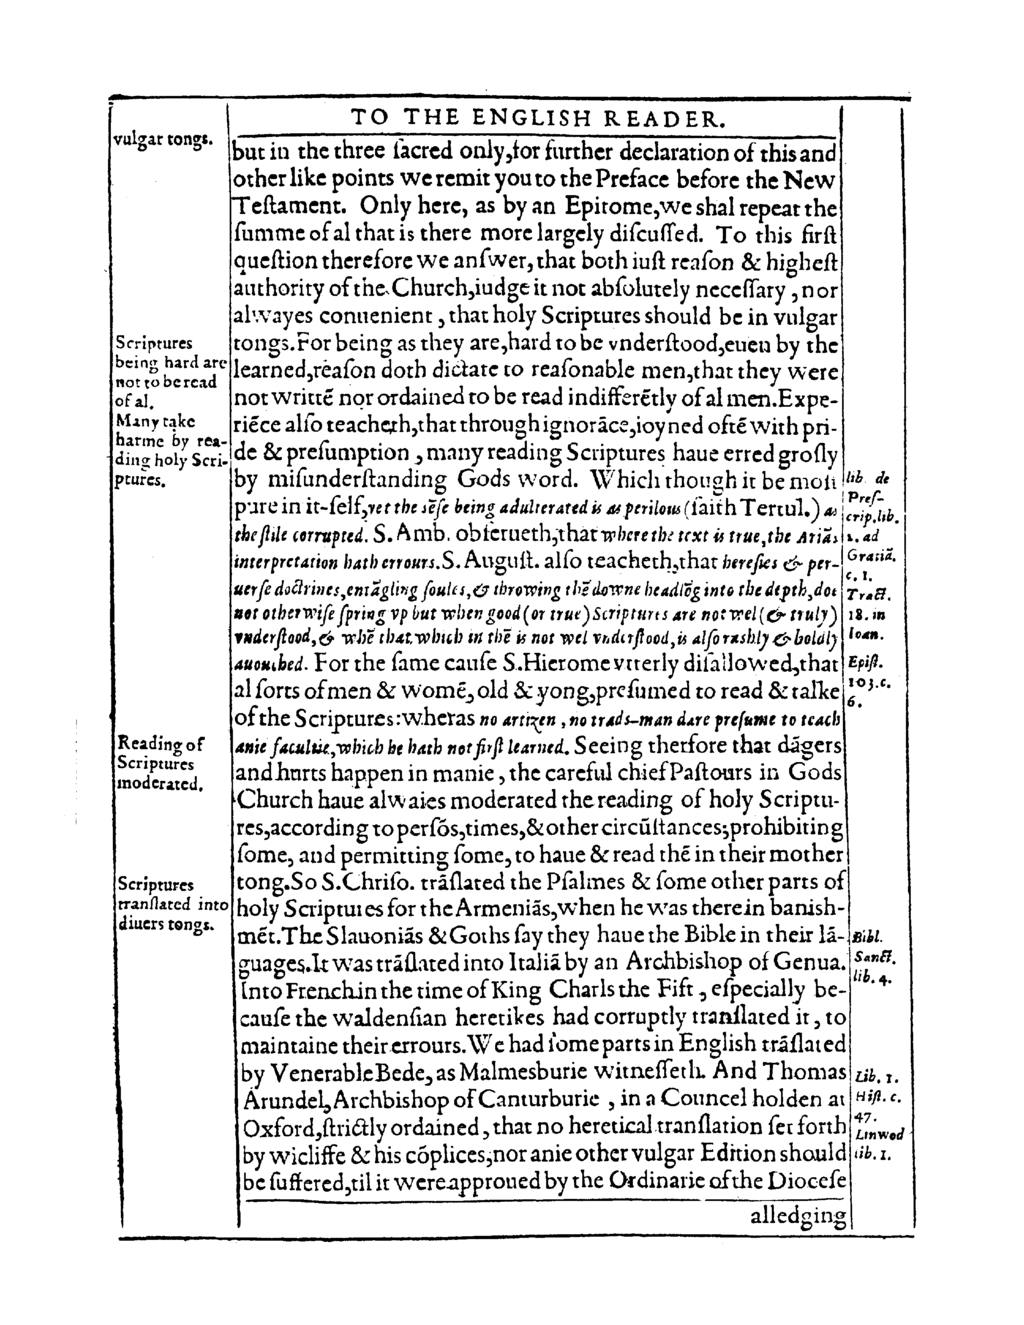 TO THE ENGLISH READER.
vulgar tongs.
but in the three ſacred only,for further declaration of this and
other like points we remit you to the Preface before the New
Teſtament. Only here, as by an Epitome,we shal repeat the
ſumme of al that is there more largely diſcuſſed. To this firſt
queſtion therefore we anſwer,that both iuſt reaſon & higheſt
authority of the Church,iudge it not abſolutely neceſſary , nor
alwayes conuenient , that holy Scriptures should be in vulgar
Scriptures
being hard are
not to be read
of al.
Many take
harme by rea-
ding holy Scri-
ptures.
tongs.For being as they are,hard to be vnderſtood,euen by the
learned,reaſon doth dictate to reaſonable men,that they were
not writtē nor ordained to be read indifferētly of al men.Expe-
riēce alſo teacheth,that through ignorāce,ioyned oftē with pri-
de & preſumption , many reading Scriptures haue erred groſly
by miſunderſtanding Gods word. Which though it be moſt
pure in it-ſelf,yet the sēſe being adulterated is as perilous (ſaith Tertul.) as
the ſtile corrupted. S. Amb. obſerueth,that where the text is true,the Ariās
interpretation hath errours.S. Auguſt. alſo teacheth,that hereſies & per-
uerſe doctrines,entāgling ſoules,& throwing thē downe headlōg into the depth,doe
not otherwiſe ſpring vp but when good (or true) Scriptures are not wel (& truly)
vnderſtood,& whē that which in thē is not wel vnderſtood,is alſo rashly & boldly
auouched. For the ſame cauſe S.Hierome vtterly diſallowed,that
al ſorts of men & womē, old & yong,preſumed to read & talke
of the Scriptures:wheras no artizen , no trads-man dare preſume to teach
anie facultie,which he hath not firſt learned. Seeing therfore that dāgers
and hurts happen in manie , the careful chief Paſtours in Gods
Church haue alwaies moderated the reading of holy Scriptu-
res,according to perſōs,times,& other circūſtances;prohibiting
ſome, and permitting ſome, to haue & read thē in their mother
tong.So S.Chriſo. trāſlated the Pſalmes & ſome other parts of
holy Scriptures for the Armeniās,when he was therein banish-
mēt.The Slauoniās & Goths ſay they haue the Bible in their lā-
guages.It was trāſlated into Italiā by an Archbishop of Genua.
Into French in the time of King Charls the Fift , eſpecially be-
cauſe the waldenſian heretikes had corruptly tranſlated it , to
maintaine their errours.We had ſome parts in English trāſlated
by Venerable Bede, as Malmesburie witneſſeth. And Thomas
Arundel, Archbishop of Canturburie , in a Councel holden at
Oxford,ſtrictly ordained , that no heretical tranſlation ſet forth
by wicliffe & his cōplices,nor anie other vulgar Edition should
be ſuffered,til it were approued by the Ordinarie of the Dioceſe
alledging
Reading of
Scriptures
moderated.
Scriptures
tranſlated into
diuers tongs.
lib. de
Preſ-
crip.lib.
1. ad
Gratiā.
c. 1.
Tract.
18. in
Ioan.
Epiſt.
103.c.
6.
Bibl.
Sanct.
lib. 4.
Lib. 1.
Hiſt. c.
47.
Linwod
lib. 1.